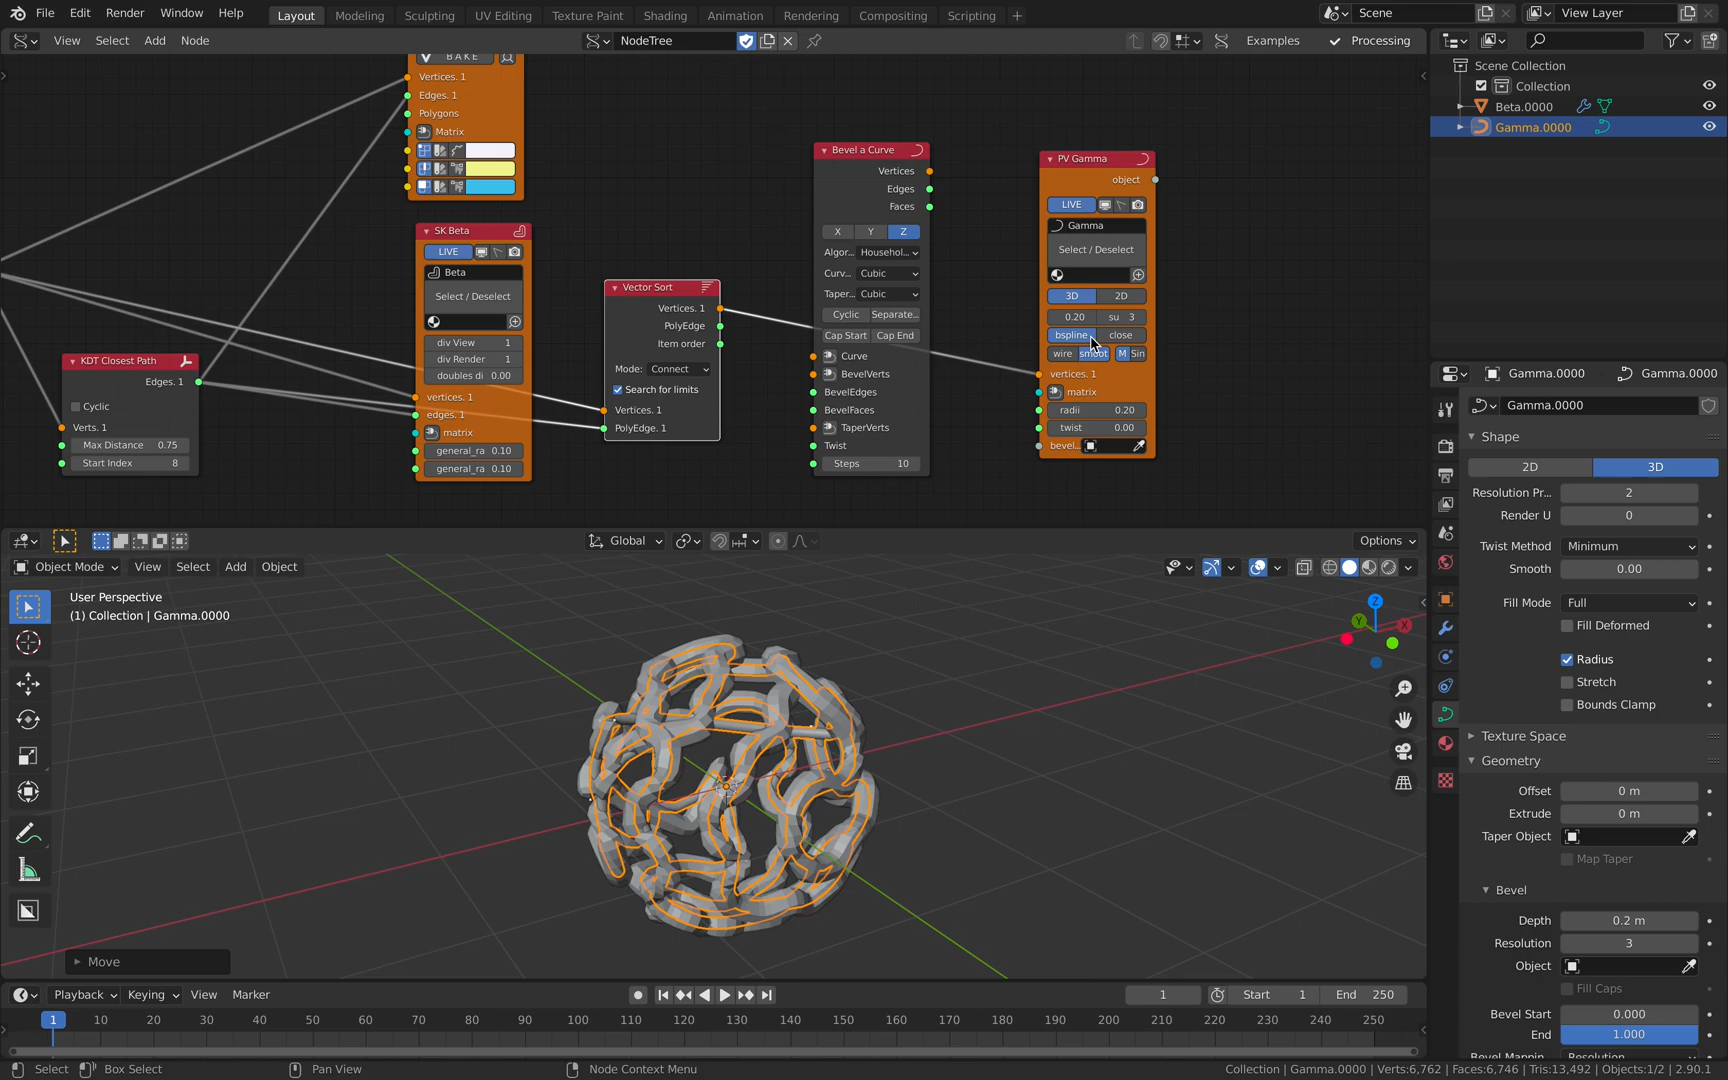 File Edit Render Window Help
Layout Modeling Sculpting UV Editing Texture Paint Shading Animation Rendering Compositing Scripting +
Scene
View Layer
View Select Add Node
NodeTree
Examples Processing
BAKE
Vertices. 1
Edges. 1
Polygons
Matrix
SK Beta
LIVE
Beta
Select / Deselect
div View 1
div Render 1
doubles di 0.00
vertices. 1
edges. 1
matrix
general_ra 0.10
general_ra 0.10
KDT Closest Path
Edges. 1
Cyclic
Verts. 1
Max Distance 0.75
Start Index 8
Vector Sort
Vertices. 1
PolyEdge
Item order
Mode: Connect
Search for limits
Vertices. 1
PolyEdge. 1
Bevel a Curve
Vertices
Edges
Faces
X Y Z
Algor... Househol...
Curv... Cubic
Taper... Cubic
Cyclic Separate...
Cap Start Cap End
Curve
BevelVerts
BevelEdges
BevelFaces
TaperVerts
Twist
Steps 10
PV Gamma
object
LIVE
Gamma
Select / Deselect
3D 2D
0.20 su 3
bspline close
wire smoot M Sin
vertices. 1
matrix
radii 0.20
twist 0.00
bevel...
Scene Collection
Collection
Beta.0000
Gamma.0000
Gamma.0000 Gamma.0000
Gamma.0000
Shape
2D 3D
Resolution Pr... 2
Render U 0
Twist Method Minimum
Smooth 0.00
Fill Mode Full
Fill Deformed
Radius
Stretch
Bounds Clamp
Texture Space
Geometry
Offset 0 m
Extrude 0 m
Taper Object
Map Taper
Bevel
Depth 0.2 m
Resolution 3
Object
Fill Caps
Bevel Start 0.000
End 1.000
Bevel Mappin... Resolution
Global
Options
Object Mode View Select Add Object
User Perspective
(1) Collection | Gamma.0000
Z
Y
X
Move
Playback Keying View Marker
1
Start 1 End 250
1 10 20 30 40 50 60 70 80 90 100 110 120 130 140 150 160 170 180 190 200 210 220 230 240 250
Select Box Select Pan View Node Context Menu
Collection | Gamma.0000 | Verts:6,762 | Faces:6,746 | Tris:13,492 | Objects:1/2 | 2.90.1